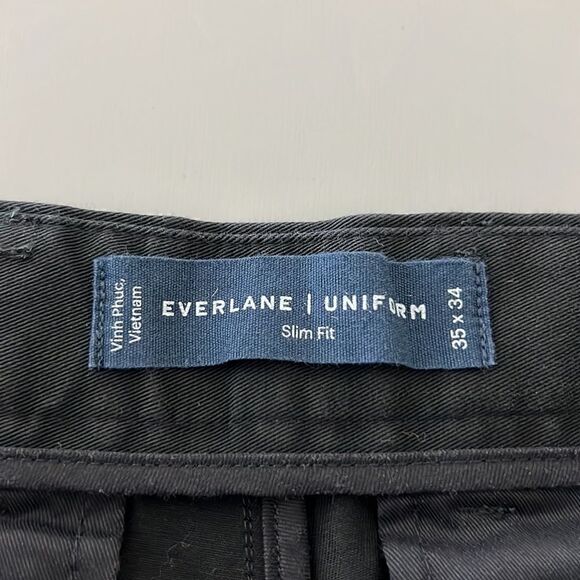 Vinh Phuc,
Vietnam
EVERLANE | UNIFORM
Slim Fit
35 x 34